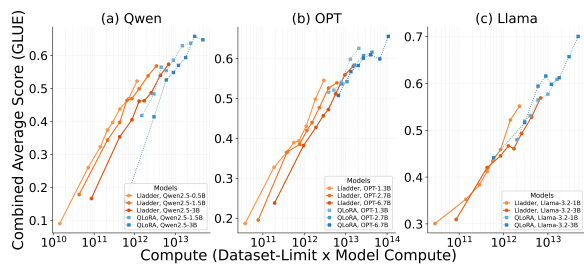 (a) Qwen
(b) OPT
(c) Llama
Combined Average Score (GLUE)
0.6
0.5
0.4
0.3
0.2
0.1
10^10
10^11
10^12
10^13
Models
Lladder, Qwen2.5-0.5B
Lladder, Qwen2.5-1.5B
Lladder, Qwen2.5-3B
QLoRA, Qwen2.5-1.5B
QLoRA, Qwen2.5-3B
0.6
0.5
0.4
0.3
0.2
10^11
10^12
10^13
10^14
Models
Lladder, OPT-1.3B
Lladder, OPT-2.7B
Lladder, OPT-6.7B
QLoRA, OPT-1.3B
QLoRA, OPT-2.7B
QLoRA, OPT-6.7B
0.7
0.6
0.5
0.4
0.3
10^11
10^12
10^13
Models
Lladder, Llama-3.2-1B
Lladder, Llama-3.2-3B
QLoRA, Llama-3.2-1B
QLoRA, Llama-3.2-3B
Compute (Dataset-Limit x Model Compute)